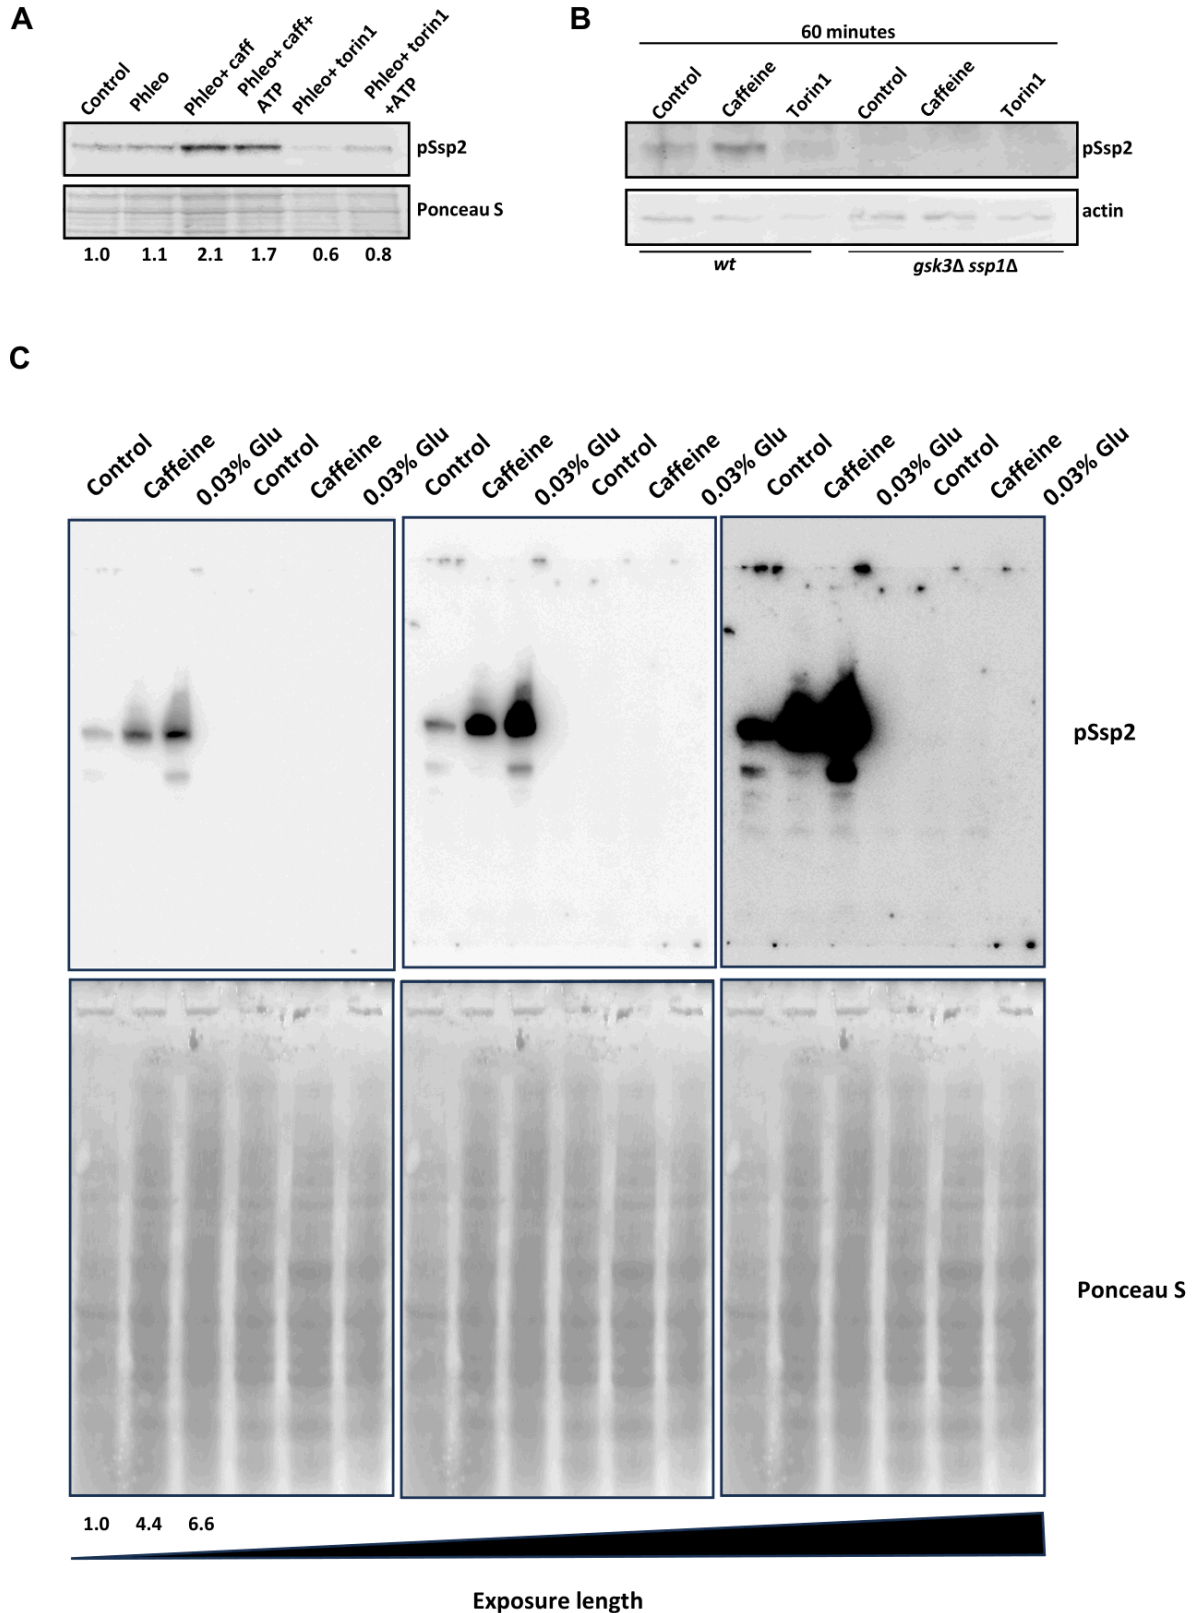 A
Control
Phleo
Phleo+ caff
Phleo+ caff+
ATP
Phleo+ torin1
Phleo+ torin1
+ATP
pSsp2
Ponceau S
1.0 1.1 2.1 1.7 0.6 0.8
B
60 minutes
Control
Caffeine
Torin1
Control
Caffeine
Torin1
pSsp2
actin
wt
gsk3Δ ssp1Δ
C
Control
Caffeine
0.03% Glu
Control
Caffeine
0.03% Glu
Control
Caffeine
0.03% Glu
Control
Caffeine
0.03% Glu
Control
Caffeine
0.03% Glu
Control
Caffeine
0.03% Glu
pSsp2
Ponceau S
1.0 4.4 6.6
Exposure length